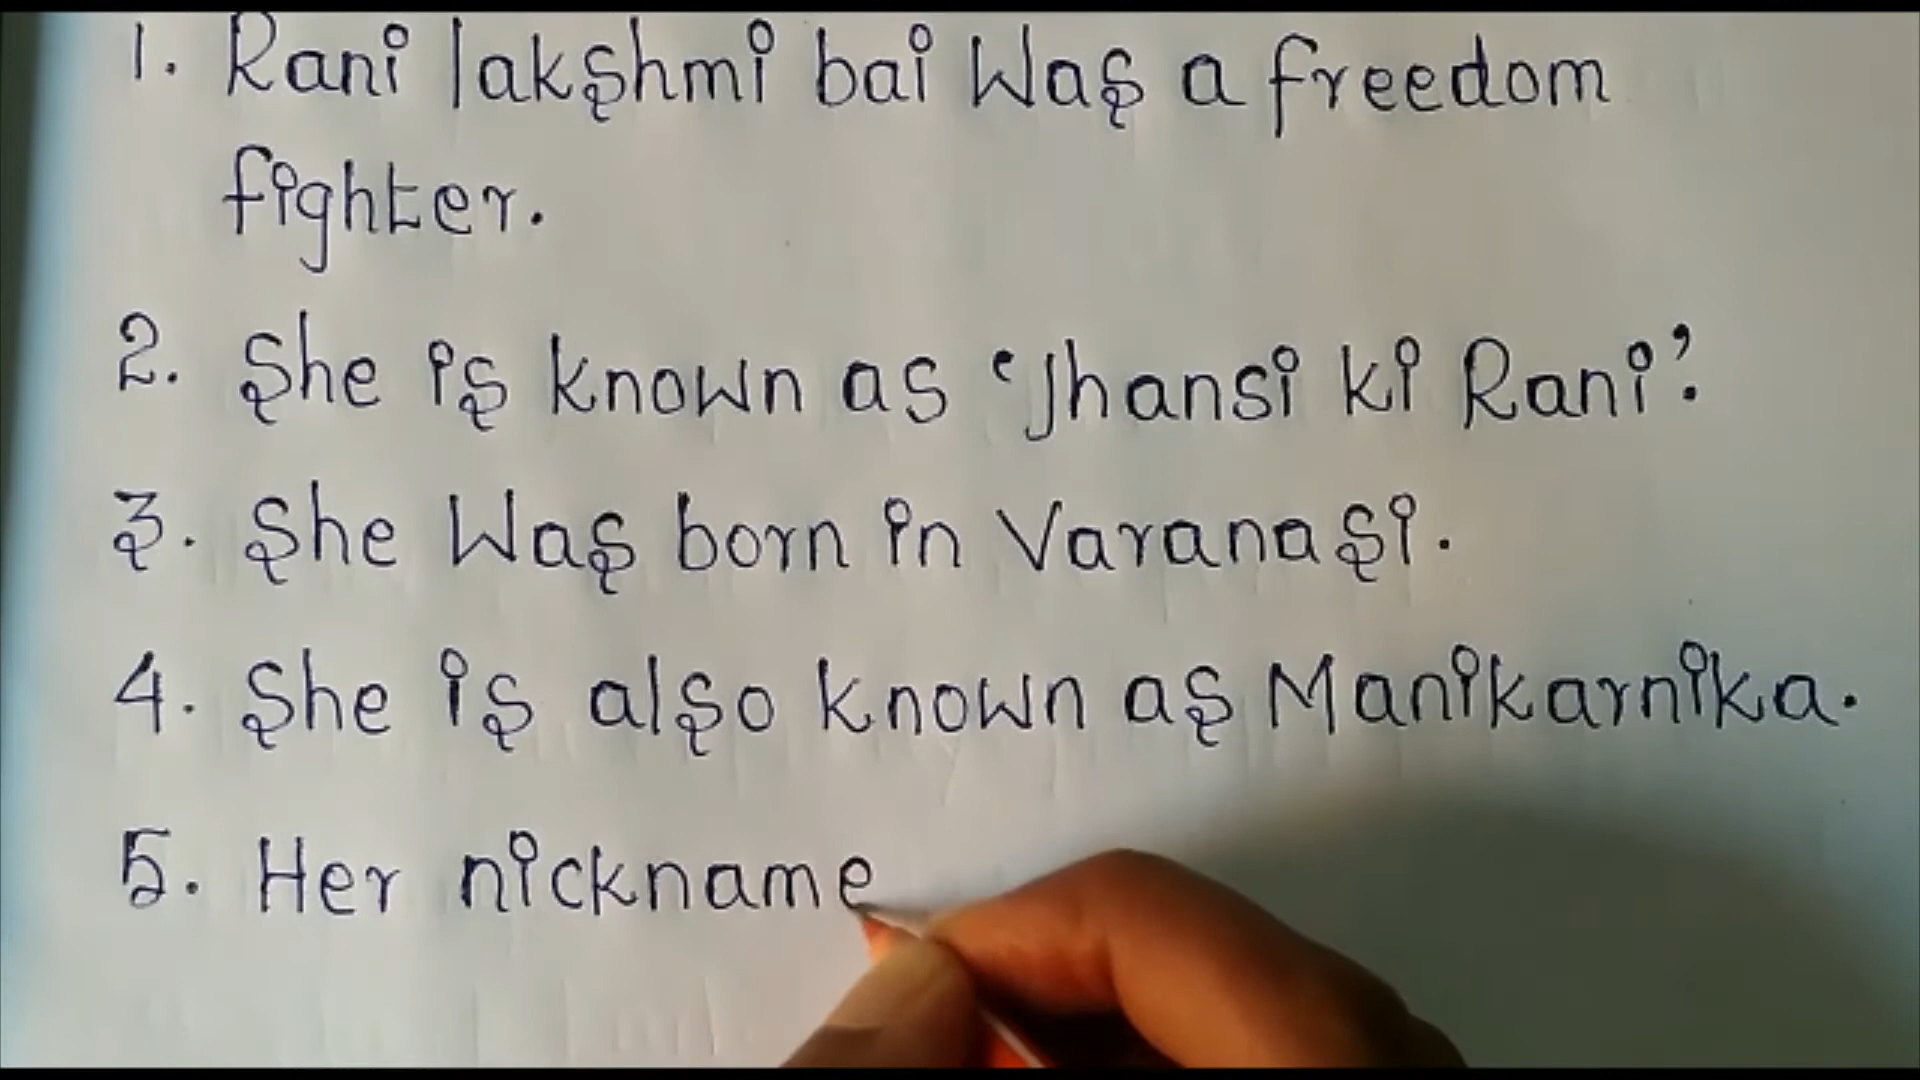 1. Rani lakshmi bai Was a freedom
fighter.
2. She is known as 'Jhansi ki Rani'.
3. She Was born in Varanasi.
4. She is also known as Manikarnika.
5. Her nickname